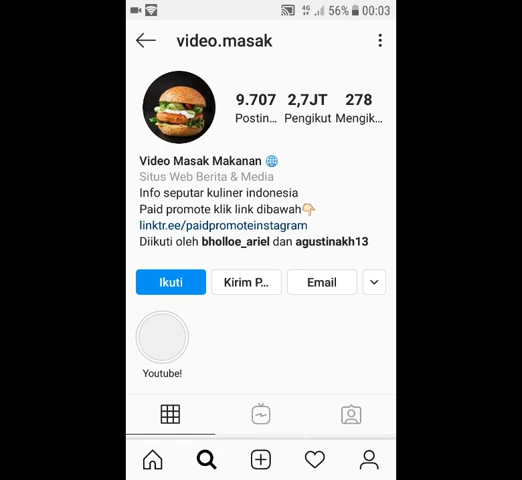 4G 56% 00:03
video.masak
9.707 2,7JT 278
Postin... Pengikut Mengik...
Video Masak Makanan
Situs Web Berita & Media
Info seputar kuliner indonesia
Paid promote klik link dibawah👇🏻
linktr.ee/paidpromoteinstagram
Diikuti oleh bholloe_ariel dan agustinakh13
Ikuti Kirim P... Email
Youtube!